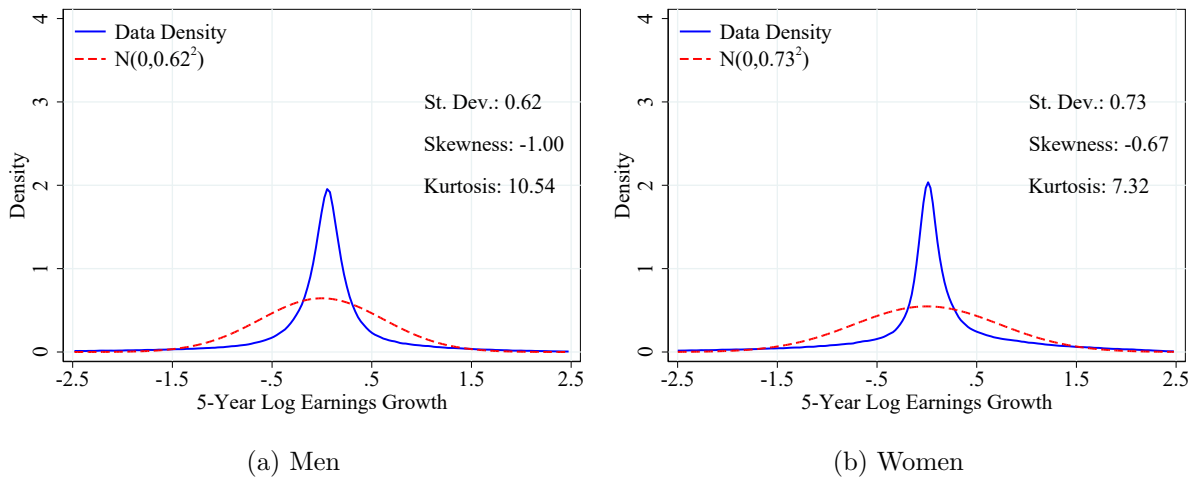 4
3
2
1
0
Density
Data Density
N(0,0.62²)
St. Dev.: 0.62
Skewness: -1.00
Kurtosis: 10.54
-2.5 -1.5 -.5 .5 1.5 2.5
5-Year Log Earnings Growth
(a) Men
4
3
2
1
0
Density
Data Density
N(0,0.73²)
St. Dev.: 0.73
Skewness: -0.67
Kurtosis: 7.32
-2.5 -1.5 -.5 .5 1.5 2.5
5-Year Log Earnings Growth
(b) Women